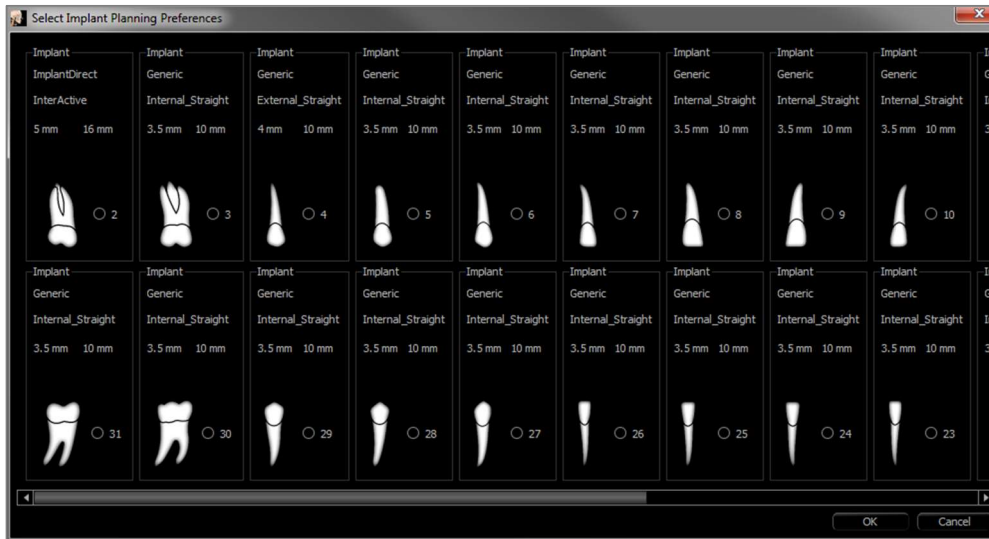 Select Implant Planning Preferences
Implant Implant Implant Implant Implant Implant Implant Implant Implant
ImplantDirect Generic Generic Generic Generic Generic Generic Generic Generic
InterActive Internal_Straight External_Straight Internal_Straight Internal_Straight Internal_Straight Internal_Straight Internal_Straight Internal_Straight
5 mm 16 mm 3.5 mm 10 mm 4 mm 10 mm 3.5 mm 10 mm 3.5 mm 10 mm 3.5 mm 10 mm 3.5 mm 10 mm 3.5 mm 10 mm 3.5 mm 10 mm
2 3 4 5 6 7 8 9 10
Implant Implant Implant Implant Implant Implant Implant Implant Implant
Generic Generic Generic Generic Generic Generic Generic Generic Generic
Internal_Straight Internal_Straight Internal_Straight Internal_Straight Internal_Straight Internal_Straight Internal_Straight Internal_Straight Internal_Straight
3.5 mm 10 mm 3.5 mm 10 mm 3.5 mm 10 mm 3.5 mm 10 mm 3.5 mm 10 mm 3.5 mm 10 mm 3.5 mm 10 mm 3.5 mm 10 mm 3.5 mm 10 mm
31 30 29 28 27 26 25 24 23
OK Cancel